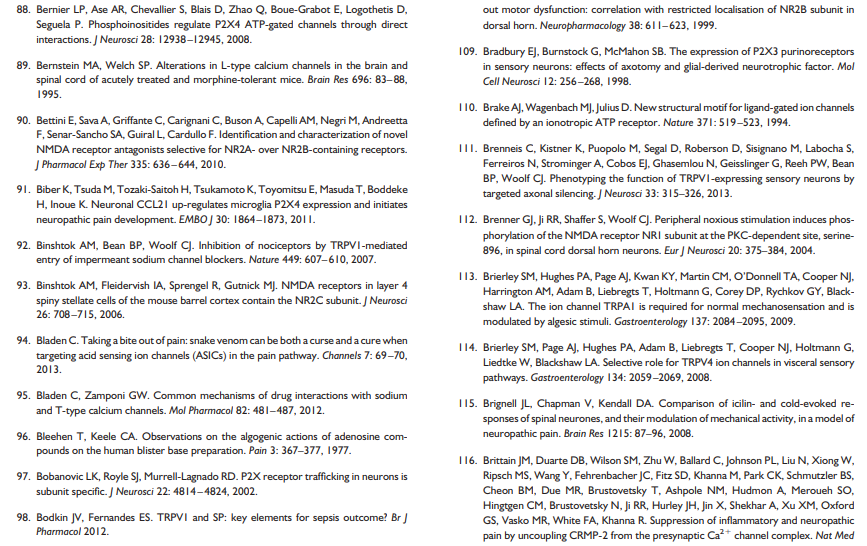 88. Bernier LP, Ase AR, Chevallier S, Blais D, Zhao Q, Boue-Grabot E, Logothetis D,
Seguela P. Phosphoinositides regulate P2X4 ATP-gated channels through direct
interactions. J Neurosci 28: 12938–12945, 2008.
89. Bernstein MA, Welch SP. Alterations in L-type calcium channels in the brain and
spinal cord of acutely treated and morphine-tolerant mice. Brain Res 696: 83–88,
1995.
90. Bettini E, Sava A, Griffante C, Carignani C, Buson A, Capelli AM, Negri M, Andreetta
F, Senar-Sancho SA, Guiral L, Cardullo F. Identification and characterization of novel
NMDA receptor antagonists selective for NR2A- over NR2B-containing receptors.
J Pharmacol Exp Ther 335: 636–644, 2010.
91. Biber K, Tsuda M, Tozaki-Saitoh H, Tsukamoto K, Toyomitsu E, Masuda T, Boddeke
H, Inoue K. Neuronal CCL21 up-regulates microglia P2X4 expression and initiates
neuropathic pain development. EMBO J 30: 1864–1873, 2011.
92. Binshtok AM, Bean BP, Woolf CJ. Inhibition of nociceptors by TRPV1-mediated
entry of impermeant sodium channel blockers. Nature 449: 607–610, 2007.
93. Binshtok AM, Fleidervish IA, Sprengel R, Gutnick MJ. NMDA receptors in layer 4
spiny stellate cells of the mouse barrel cortex contain the NR2C subunit. J Neurosci
26: 708–715, 2006.
94. Bladen C. Taking a bite out of pain: snake venom can be both a curse and a cure when
targeting acid sensing ion channels (ASICs) in the pain pathway. Channels 7: 69–70,
2013.
95. Bladen C, Zamponi GW. Common mechanisms of drug interactions with sodium
and T-type calcium channels. Mol Pharmacol 82: 481–487, 2012.
96. Bleehen T, Keele CA. Observations on the algogenic actions of adenosine com-
pounds on the human blister base preparation. Pain 3: 367–377, 1977.
97. Bobanovic LK, Royle SJ, Murrell-Lagnado RD. P2X receptor trafficking in neurons is
subunit specific. J Neurosci 22: 4814–4824, 2002.
98. Bodkin JV, Fernandes ES. TRPV1 and SP: key elements for sepsis outcome? Br J
Pharmacol 2012.
out motor dysfunction: correlation with restricted localisation of NR2B subunit in
dorsal horn. Neuropharmacology 38: 611–623, 1999.
109. Bradbury EJ, Burnstock G, McMahon SB. The expression of P2X3 purinoreceptors
in sensory neurons: effects of axotomy and glial-derived neurotrophic factor. Mol
Cell Neurosci 12: 256–268, 1998.
110. Brake AJ, Wagenbach MJ, Julius D. New structural motif for ligand-gated ion channels
defined by an ionotropic ATP receptor. Nature 371: 519–523, 1994.
111. Brenneis C, Kistner K, Puopolo M, Segal D, Roberson D, Sisignano M, Labocha S,
Ferreiros N, Strominger A, Cobos EJ, Ghasemlou N, Geisslinger G, Reeh PW, Bean
BP, Woolf CJ. Phenotyping the function of TRPV1-expressing sensory neurons by
targeted axonal silencing. J Neurosci 33: 315–326, 2013.
112. Brenner GJ, Ji RR, Shaffer S, Woolf CJ. Peripheral noxious stimulation induces phos-
phorylation of the NMDA receptor NR1 subunit at the PKC-dependent site, serine-
896, in spinal cord dorsal horn neurons. Eur J Neurosci 20: 375–384, 2004.
113. Brierley SM, Hughes PA, Page AJ, Kwan KY, Martin CM, O'Donnell TA, Cooper NJ,
Harrington AM, Adam B, Liebregts T, Holtmann G, Corey DP, Rychkov GY, Black-
shaw LA. The ion channel TRPA1 is required for normal mechanosensation and is
modulated by algesic stimuli. Gastroenterology 137: 2084–2095, 2009.
114. Brierley SM, Page AJ, Hughes PA, Adam B, Liebregts T, Cooper NJ, Holtmann G,
Liedtke W, Blackshaw LA. Selective role for TRPV4 ion channels in visceral sensory
pathways. Gastroenterology 134: 2059–2069, 2008.
115. Brignell JL, Chapman V, Kendall DA. Comparison of icilin- and cold-evoked re-
sponses of spinal neurones, and their modulation of mechanical activity, in a model of
neuropathic pain. Brain Res 1215: 87–96, 2008.
116. Brittain JM, Duarte DB, Wilson SM, Zhu W, Ballard C, Johnson PL, Liu N, Xiong W,
Ripsch MS, Wang Y, Fehrenbacher JC, Fitz SD, Khanna M, Park CK, Schmutzler BS,
Cheon BM, Due MR, Brustovetsky T, Ashpole NM, Hudmon A, Meroueh SO,
Hingtgen CM, Brustovetsky N, Ji RR, Hurley JH, Jin X, Shekhar A, Xu XM, Oxford
GS, Vasko MR, White FA, Khanna R. Suppression of inflammatory and neuropathic
pain by uncoupling CRMP-2 from the presynaptic Ca²⁺ channel complex. Nat Med